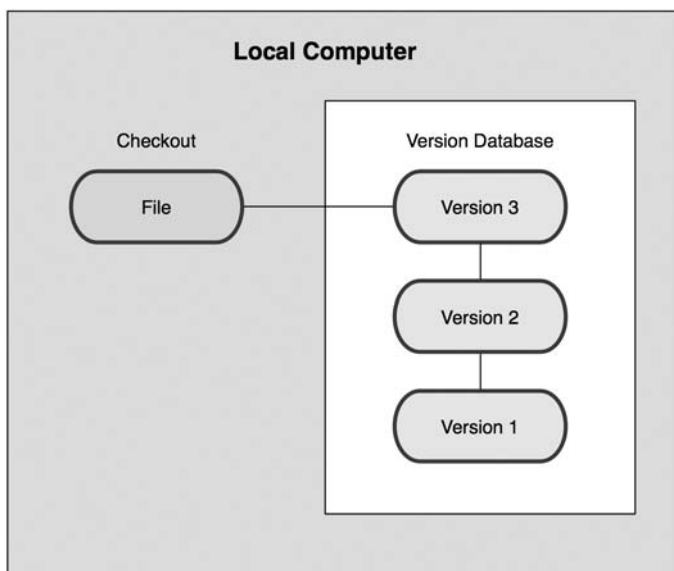 Local Computer
Checkout
Version Database
File
Version 3
Version 2
Version 1